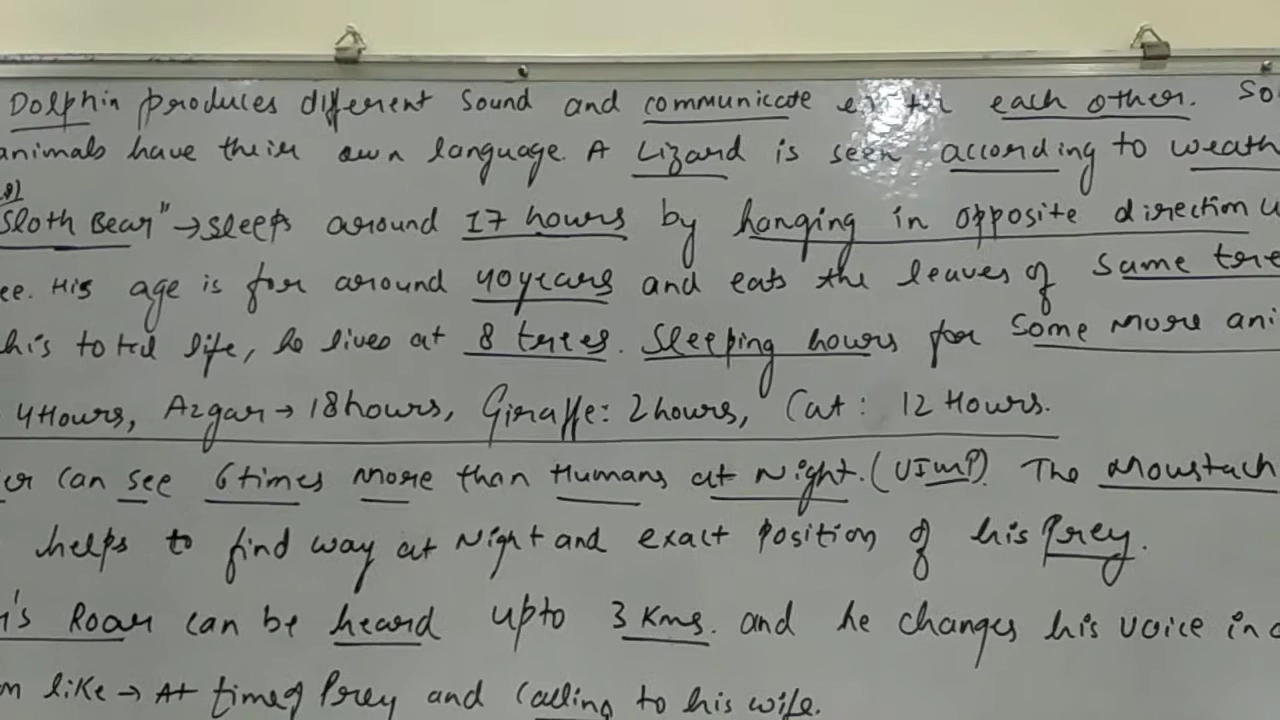 Dolphin produces different sound and communicate each other. So
animals have their own language. A Lizard is seen according to weath
"Sloth Bear" → sleeps around 17 hours by hanging in opposite direction
ee. His age is for around 40 years and eats the leaves of same tre
his total life, he lives at 8 trees. Sleeping hours for some more ani
4 Hours, Azgar → 18 hours, Giraffe: 2 hours, Cat: 12 Hours.
er can see 6 times more than Humans at Night. (VImP) The Moustach
helps to find way at Night and exact position of his Prey.
's Roar can be heard upto 3 Kms. and he changes his voice in
like → At time of Prey and calling to his wife.